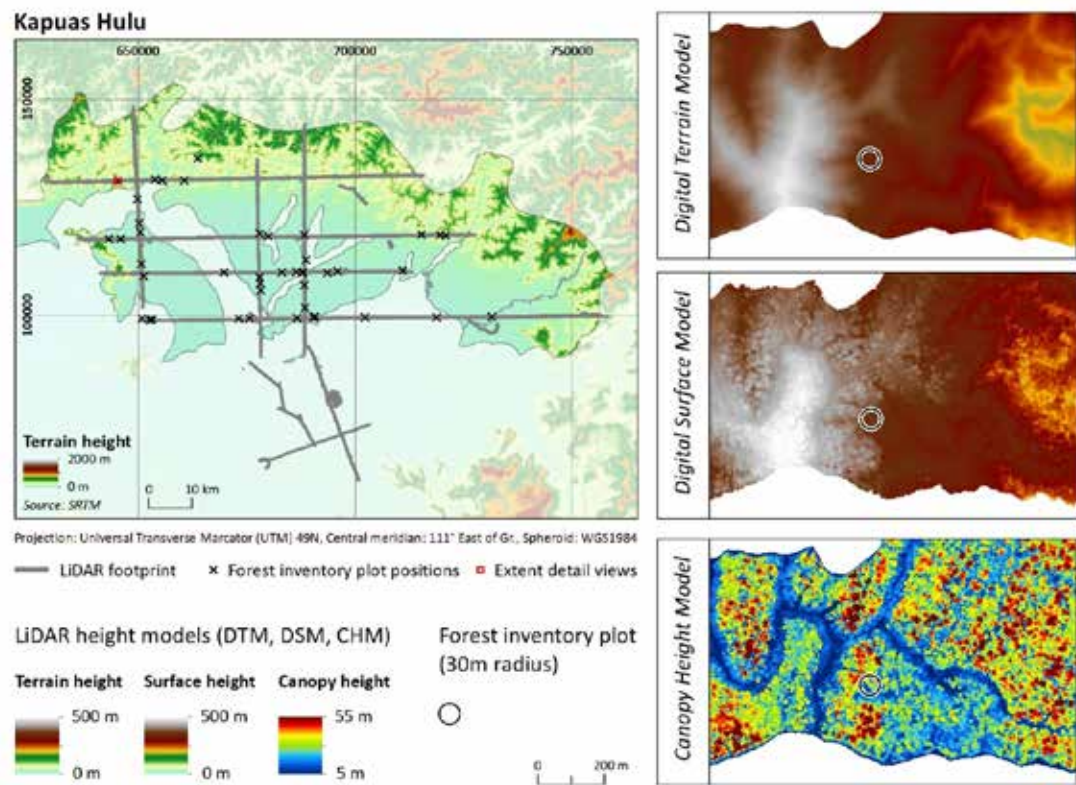 Kapuas Hulu
650000
700000
750000
150000
100000
Terrain height
2000 m
0 m
Source: SRTM
0 10 km
Projection: Universal Transverse Marcator (UTM) 49N, Central meridian: 111° East of Gr., Spheroid: WGS1984
LiDAR footprint
Forest inventory plot positions
Extent detail views
LiDAR height models (DTM, DSM, CHM)
Terrain height
500 m
0 m
Surface height
500 m
0 m
Canopy height
55 m
5 m
Forest inventory plot
(30m radius)
0 200 m
Digital Terrain Model
Digital Surface Model
Canopy Height Model